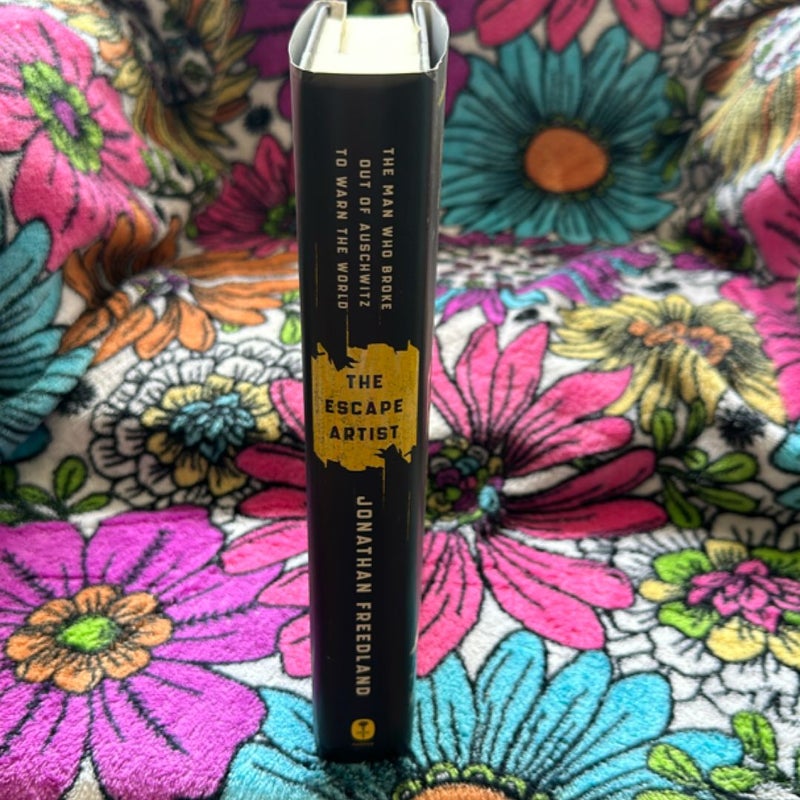 THE MAN WHO BROKE
OUT OF AUSCHWITZ
TO WARN THE WORLD
THE
ESCAPE
ARTIST
JONATHAN FREEDLAND